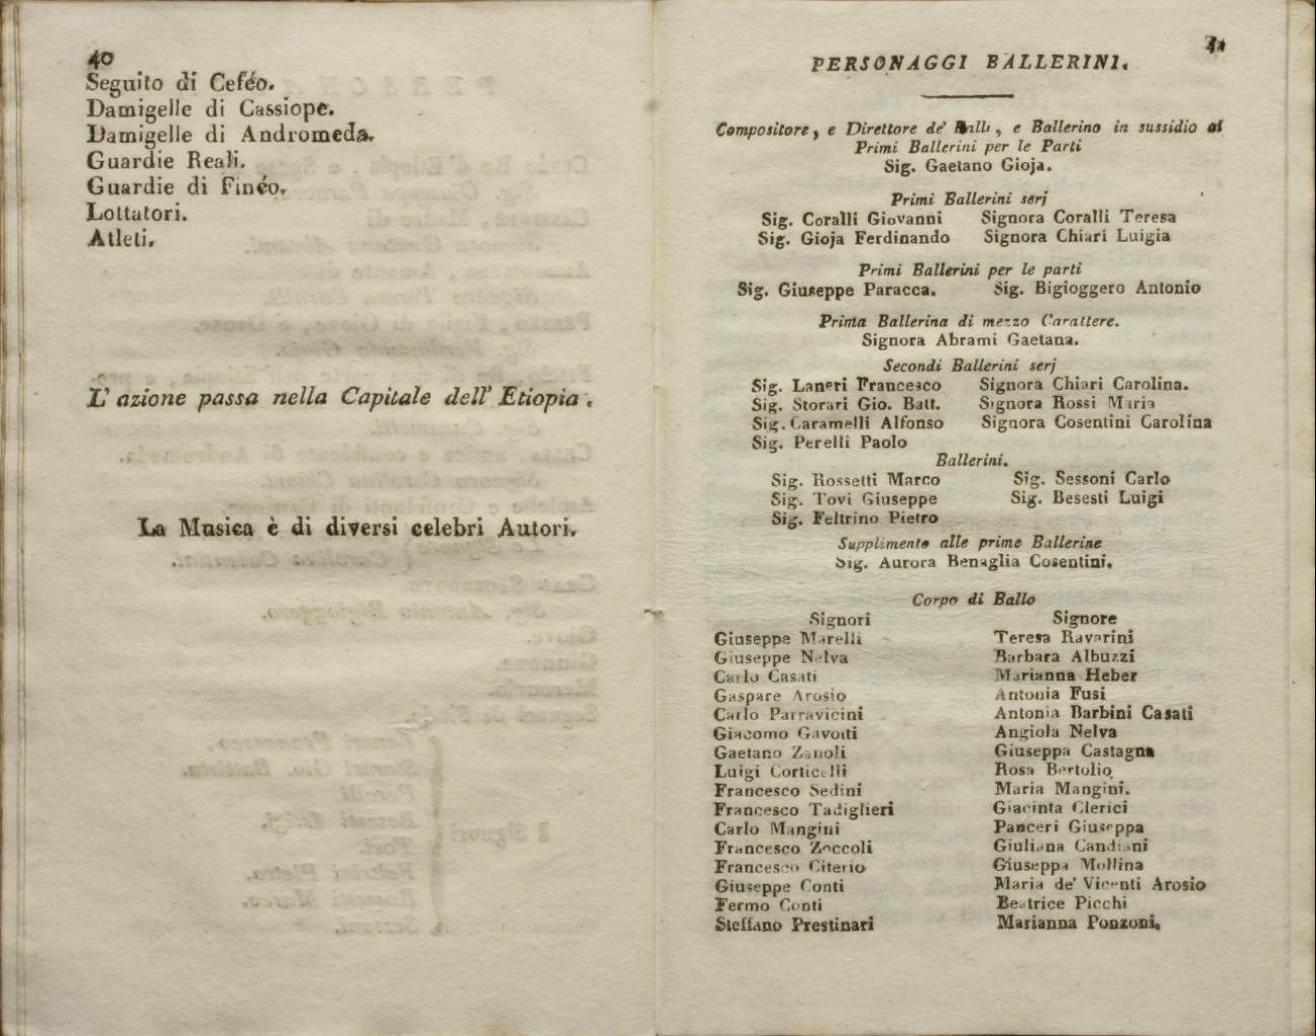 40
Seguito di Ceféo.
Damigelle di Cassiope.
Damigelle di Andromeda.
Guardie Reali.
Guardie di Finéo.
Lottatori.
Atleti.
L' azione passa nella Capitale dell' Etiopia.
La Musica è di diversi celebri Autori.
PERSONAGGI BALLERINI.
Compositore, e Direttore de' Balli, e Ballerino in sussidio ai
Primi Ballerini per le Parti
Sig. Gaetano Gioja.
Primi Ballerini serj
Sig. Coralli Giovanni Signora Coralli Teresa
Sig. Gioja Ferdinando Signora Chiari Luigia
Primi Ballerini per le parti
Sig. Giuseppe Paracca. Sig. Bigioggero Antonio
Prima Ballerina di mezzo Carattere.
Signora Abrami Gaetana.
Secondi Ballerini serj
Sig. Laneri Francesco Signora Chiari Carolina.
Sig. Storari Gio. Batt. Signora Rossi Maria
Sig. Caramelli Alfonso Signora Cosentini Carolina
Sig. Perelli Paolo
Ballerini.
Sig. Rossetti Marco Sig. Sessoni Carlo
Sig. Tovi Giuseppe Sig. Besesti Luigi
Sig. Feltrino Pietro
Supplimento alle prime Ballerine
Sig. Aurora Benaglia Cosentini.
Corpo di Ballo
Signori Signore
Giuseppe Marelli Teresa Ravarini
Giuseppe Nelva Barbara Albuzzi
Carlo Casati Marianna Heber
Gaspare Arosio Antonia Fusi
Carlo Parravicini Antonia Barbini Casati
Giacomo Gavotti Angiola Nelva
Gaetano Zanoli Giuseppa Castagna
Luigi Corticelli Rosa Bertolio
Francesco Sedini Maria Mangini.
Francesco Tadiglieri Giacinta Clerici
Carlo Mangini Panceri Giuseppa
Francesco Zoccoli Giuliana Candiani
Francesco Citerio Giuseppa Mollina
Giuseppe Conti Maria de' Vicenti Arosio
Fermo Conti Beatrice Picchi
Steffano Prestinari Marianna Ponzoni.